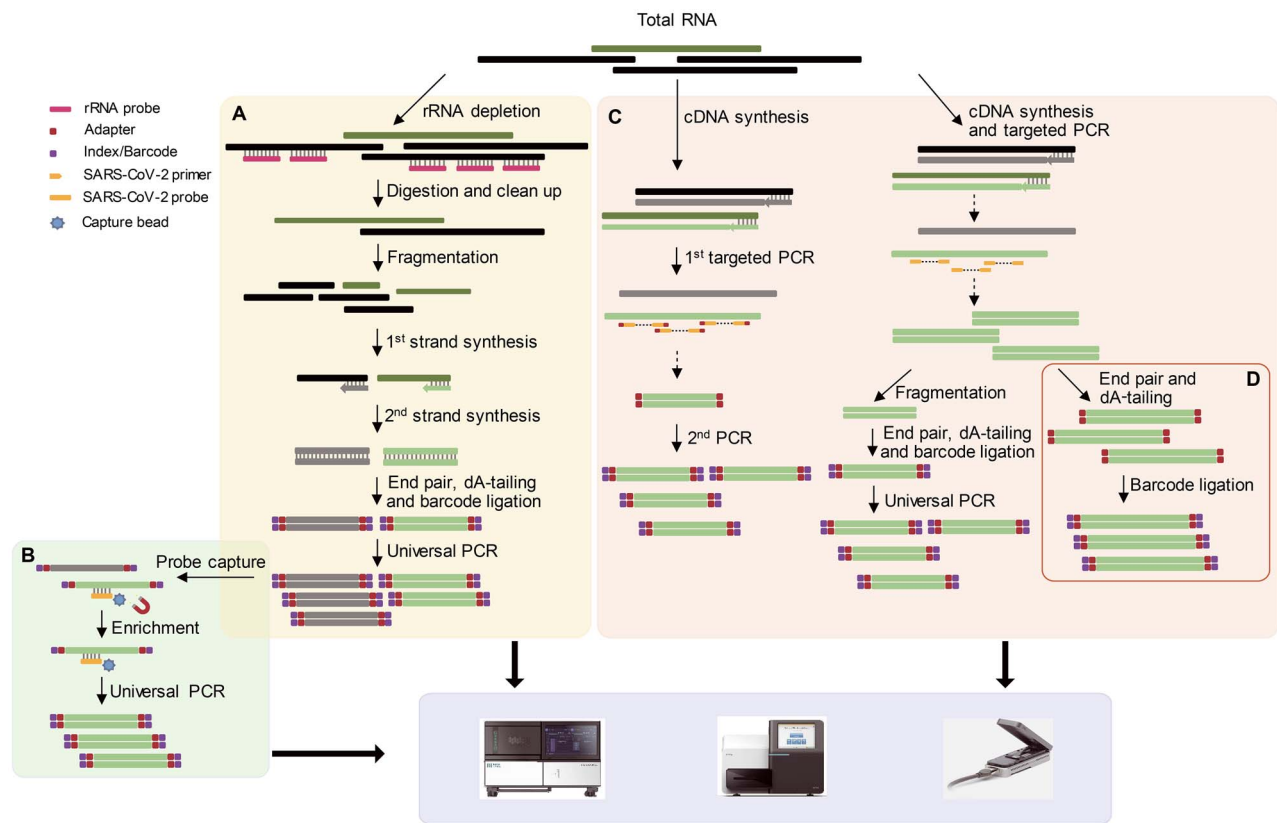 Total RNA
rRNA probe
Adapter
Index/Barcode
SARS-CoV-2 primer
SARS-CoV-2 probe
Capture bead
A
rRNA depletion
Digestion and clean up
Fragmentation
1st strand synthesis
2nd strand synthesis
End pair, dA-tailing
and barcode ligation
Universal PCR
B
Probe capture
Enrichment
Universal PCR
C
cDNA synthesis
1st targeted PCR
2nd PCR
cDNA synthesis
and targeted PCR
Fragmentation
End pair, dA-tailing
and barcode ligation
Universal PCR
D
End pair and
dA-tailing
Barcode ligation